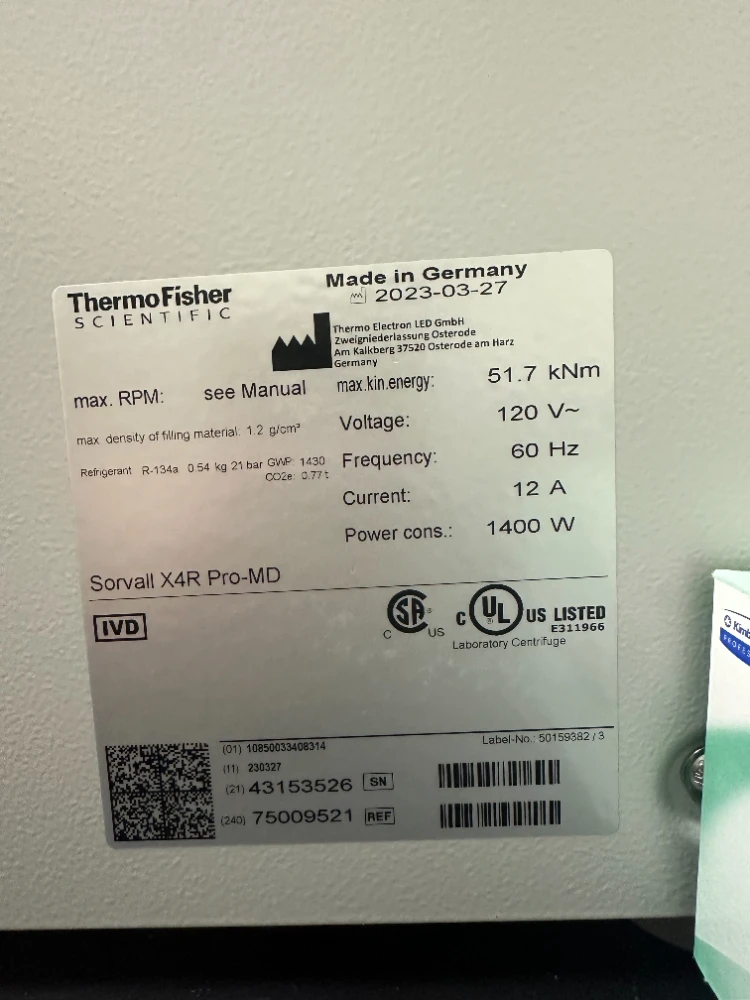 ThermoFisher
SCIENTIFIC
Made in Germany
2023-03-27
Thermo Electron LED GmbH
Zweigniederlassung Osterode
Am Kalkberg 37520 Osterode am Harz
Germany
max. RPM: see Manual
max.kin.energy: 51.7 kNm
max. density of filling material: 1.2 g/cm³
Voltage: 120 V~
Refrigerant R-134a 0.54 kg 21 bar GWP: 1430
CO2e: 0.77 t
Frequency: 60 Hz
Current: 12 A
Power cons.: 1400 W
Sorvall X4R Pro-MD
IVD
C SA ® US
C UL ® US LISTED
E311966
Laboratory Centrifuge
Label-No.: 50159382 / 3
(01) 10850033408314
(11) 230327
(21) 43153526 SN
(240) 75009521 REF